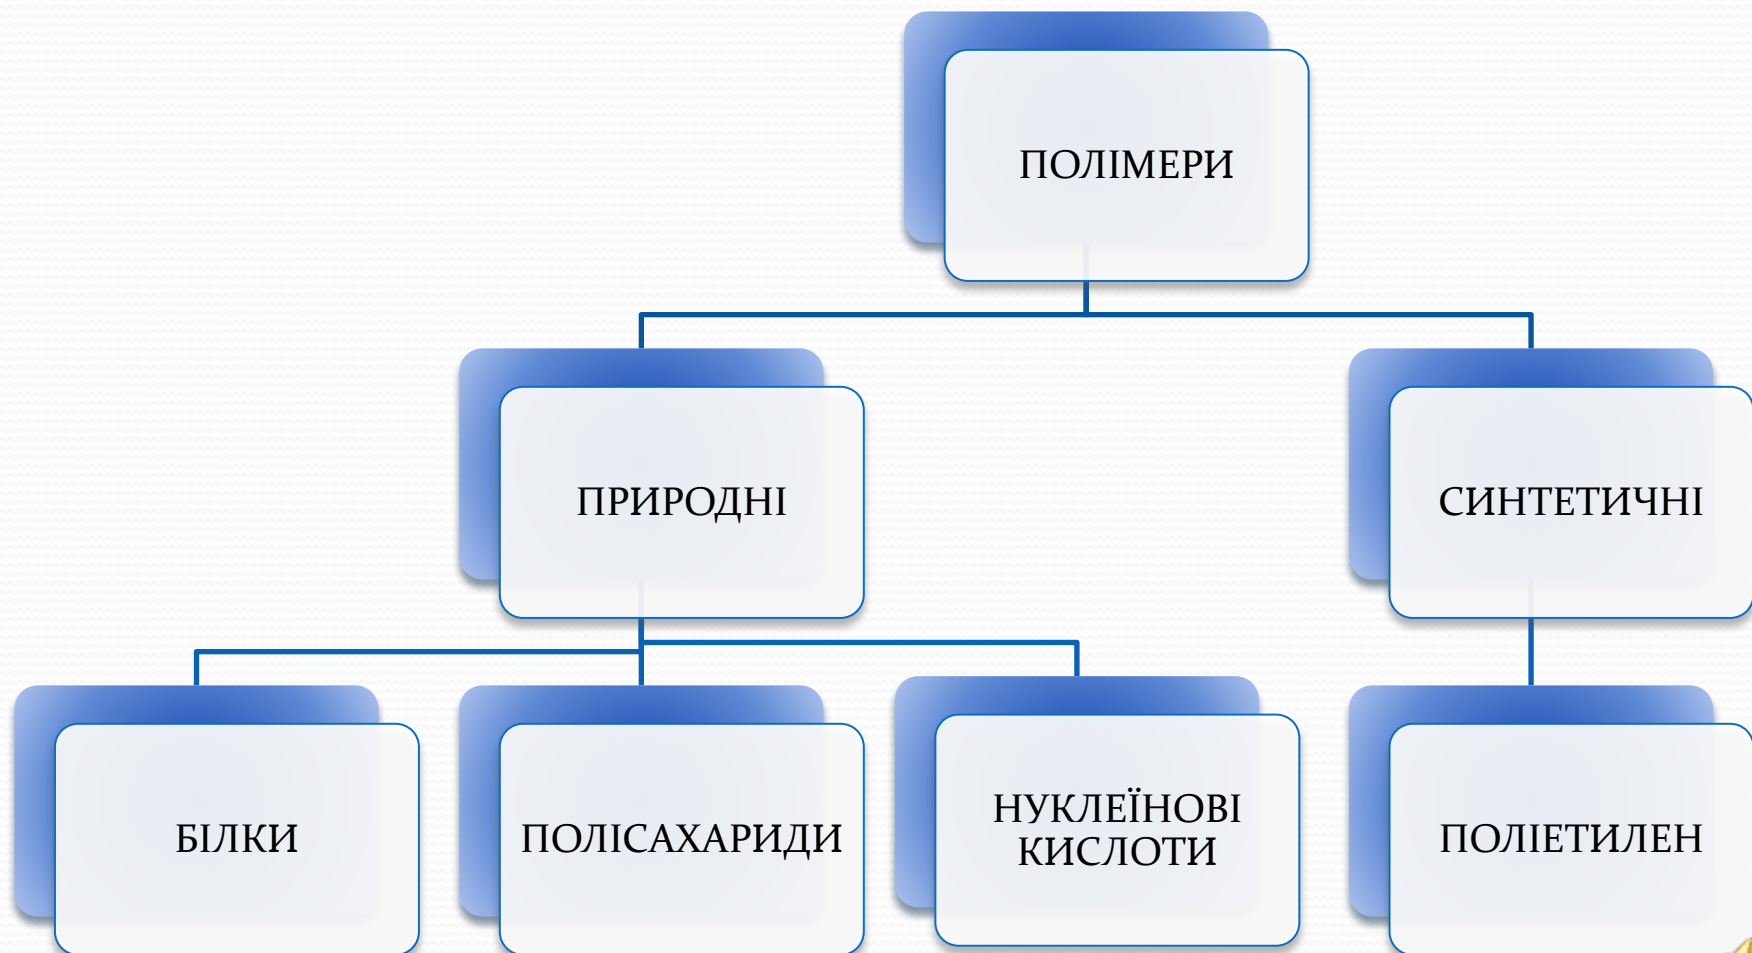 ПОЛІМЕРИ
ПРИРОДНІ
СИНТЕТИЧНІ
БІЛКИ
ПОЛІСАХАРИДИ
НУКЛЕЇНОВІ
КИСЛОТИ
ПОЛІЕТИЛЕН